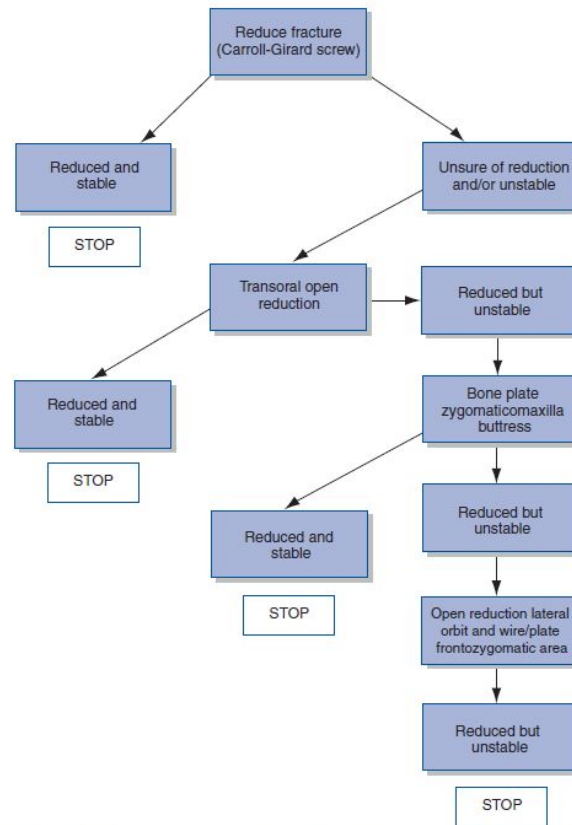 Reduce fracture
(Carroll-Girard screw)
Reduced and
stable
STOP
Unsure of reduction
and/or unstable
Transoral open
reduction
Reduced but
unstable
Reduced and
stable
STOP
Bone plate
zygomaticomaxilla
buttress
Reduced and
stable
STOP
Reduced but
unstable
Open reduction lateral
orbit and wire/plate
frontozygomatic area
Reduced but
unstable
STOP